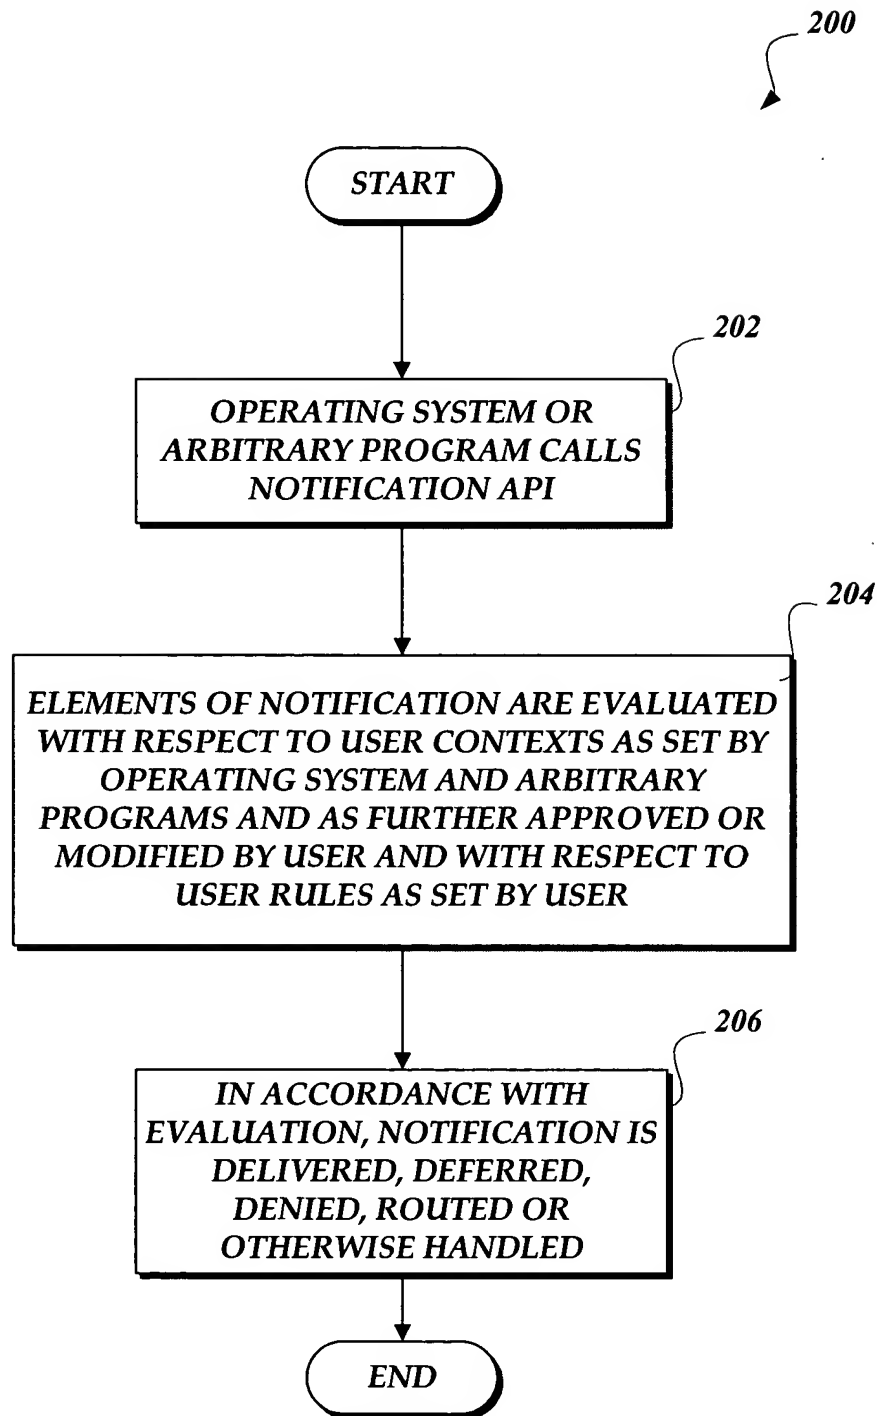 200
START
202
OPERATING SYSTEM OR
ARBITRARY PROGRAM CALLS
NOTIFICATION API
204
ELEMENTS OF NOTIFICATION ARE EVALUATED
WITH RESPECT TO USER CONTEXTS AS SET BY
OPERATING SYSTEM AND ARBITRARY
PROGRAMS AND AS FURTHER APPROVED OR
MODIFIED BY USER AND WITH RESPECT TO
USER RULES AS SET BY USER
206
IN ACCORDANCE WITH
EVALUATION, NOTIFICATION IS
DELIVERED, DEFERRED,
DENIED, ROUTED OR
OTHERWISE HANDLED
END